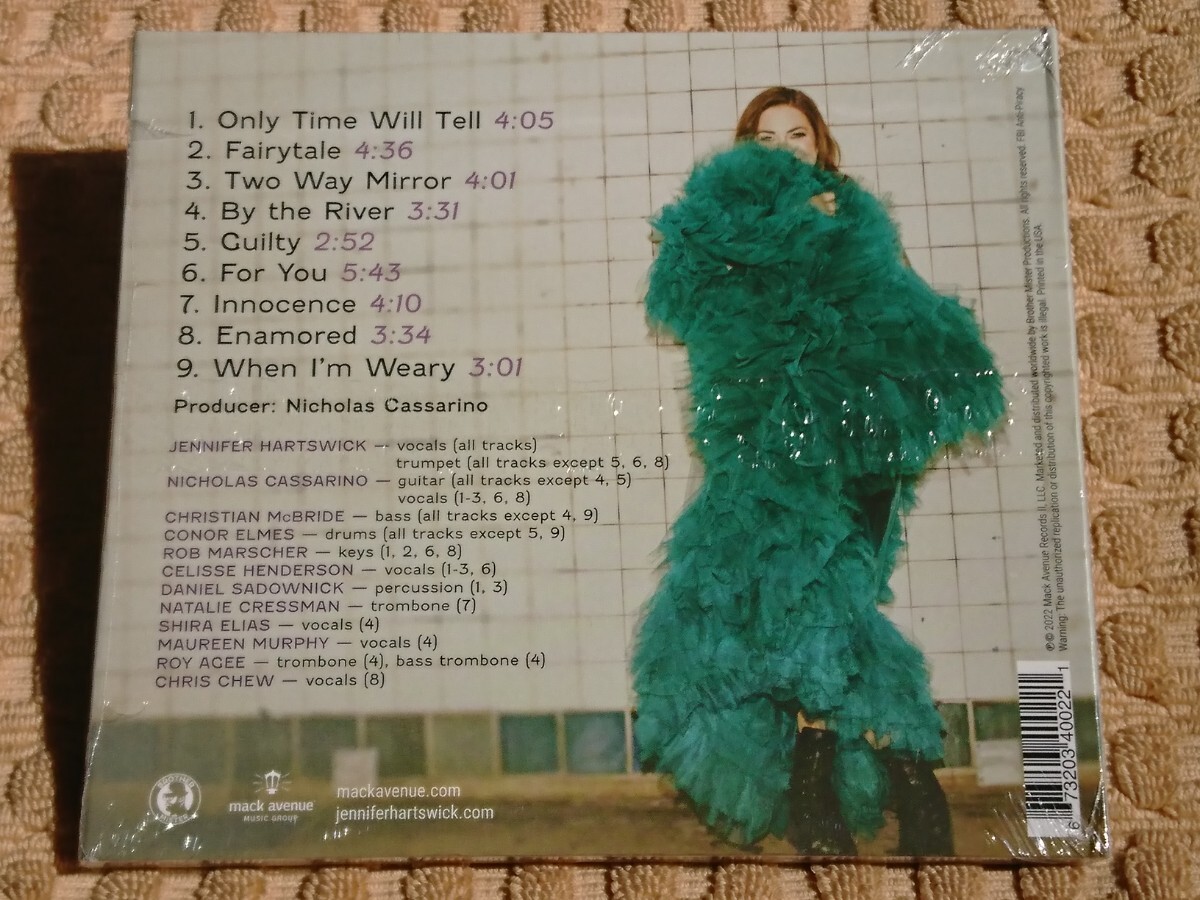 1. Only Time Will Tell 4:05
2. Fairytale 4:36
3. Two Way Mirror 4:01
4. By the River 3:31
5. Guilty 2:52
6. For You 5:43
7. Innocence 4:10
8. Enamored 3:34
9. When I'm Weary 3:01
Producer: Nicholas Cassarino
JENNIFER HARTSWICK — vocals (all tracks)
trumpet (all tracks except 5, 6, 8)
NICHOLAS CASSARINO — guitar (all tracks except 4, 5)
vocals (1-3, 6, 8)
CHRISTIAN McBRIDE — bass (all tracks except 4, 9)
CONOR ELMES — drums (all tracks except 5, 9)
ROB MARSCHER — keys (1, 2, 6, 8)
CELISSE HENDERSON — vocals (1-3, 6)
DANIEL SADOWNICK — percussion (1, 3)
NATALIE CRESSMAN — trombone (7)
SHIRA ELIAS — vocals (4)
MAUREEN MURPHY — vocals (4)
ROY AGEE — trombone (4), bass trombone (4)
CHRIS CHEW — vocals (8)
BROTHER MISTER
mack avenue
MUSIC GROUP
mackavenue.com
jenniferhartswick.com
℗© 2022 Mack Avenue Records II, LLC. Marketed and distributed worldwide by Brother Mister Productions. All rights reserved. FBI Anti-Piracy
Warning: The unauthorized replication or distribution of this copyrighted work is illegal. Printed in the USA
6 73203 40022 1